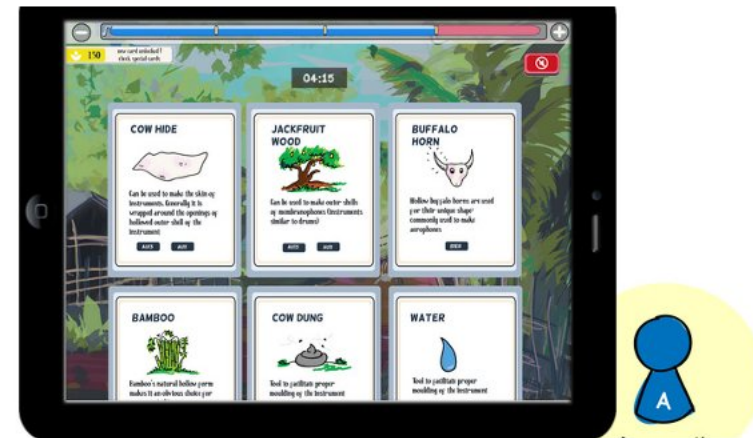 150
new card unlocked !
check special cards
04:15
COW HIDE
Can be used to make the skin of
instruments. Generally it is
wrapped around the openings of
hollowed outer shell of the
instrument
JACKFRUIT
WOOD
Can be used to make outer shells
of membranophones (instruments
similar to drums)
BUFFALO
HORN
Hollow buffalo horns are used
for their unique shape
commonly used to make
aerophones
BAMBOO
Bamboo's natural hollow form
makes it an obvious choice for
COW DUNG
Tool to facilitate proper
moulding of the instrument
WATER
Tool to facilitate proper
moulding of the instrument
A